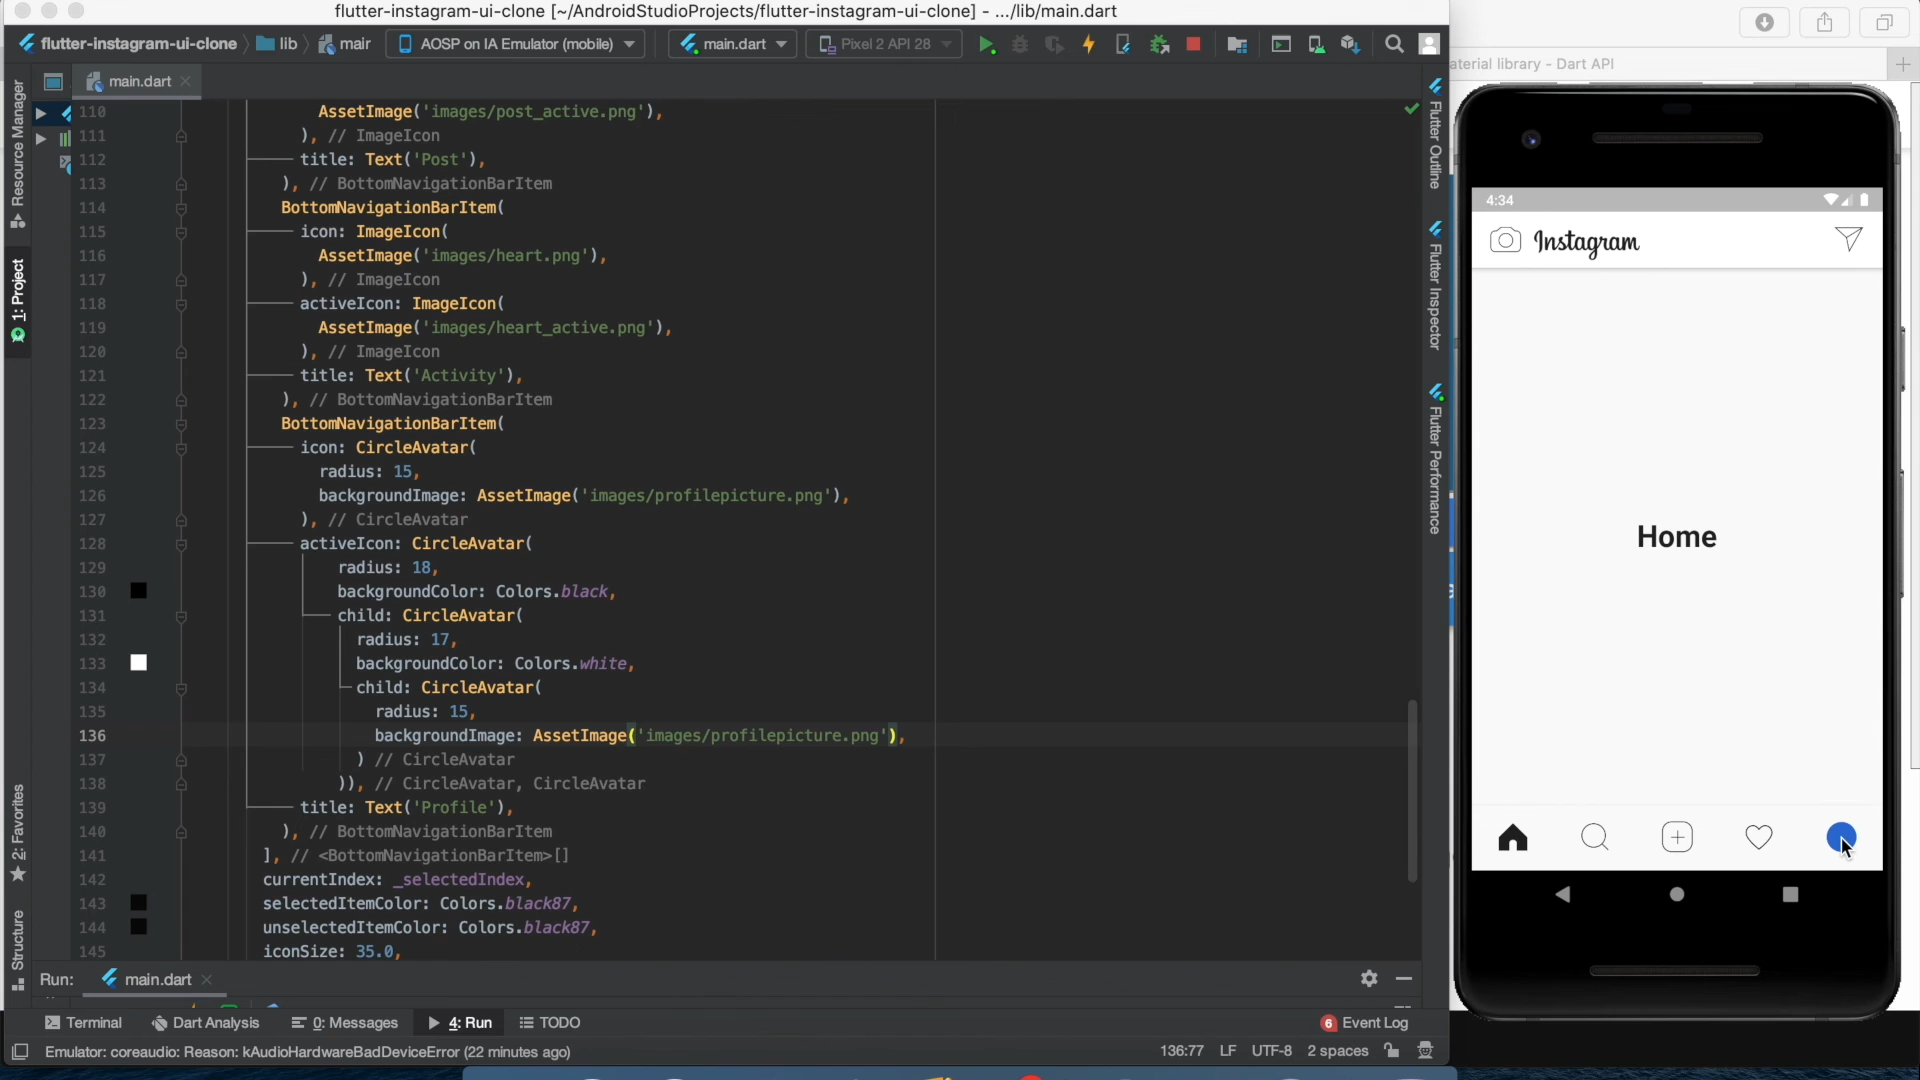 flutter-instagram-ui-clone [~/AndroidStudioProjects/flutter-instagram-ui-clone] - .../lib/main.dart
flutter-instagram-ui-clone
lib
main.dart
AOSP on IA Emulator (mobile)
main.dart
Pixel 2 API 28
aterial library - Dart API
main.dart
Resource Manager
1: Project
2: Favorites
Structure
110 AssetImage('images/post_active.png'),
111 ), // ImageIcon
112 title: Text('Post'),
113 ), // BottomNavigationBarItem
114 BottomNavigationBarItem(
115 icon: ImageIcon(
116 AssetImage('images/heart.png'),
117 ), // ImageIcon
118 activeIcon: ImageIcon(
119 AssetImage('images/heart_active.png'),
120 ), // ImageIcon
121 title: Text('Activity'),
122 ), // BottomNavigationBarItem
123 BottomNavigationBarItem(
124 icon: CircleAvatar(
125 radius: 15,
126 backgroundImage: AssetImage('images/profilepicture.png'),
127 ), // CircleAvatar
128 activeIcon: CircleAvatar(
129 radius: 18,
130 backgroundColor: Colors.black,
131 child: CircleAvatar(
132 radius: 17,
133 backgroundColor: Colors.white,
134 child: CircleAvatar(
135 radius: 15,
136 backgroundImage: AssetImage('images/profilepicture.png'),
137 ) // CircleAvatar
138 )), // CircleAvatar, CircleAvatar
139 title: Text('Profile'),
140 ), // BottomNavigationBarItem
141 ], // <BottomNavigationBarItem>[]
142 currentIndex: _selectedIndex,
143 selectedItemColor: Colors.black87,
144 unselectedItemColor: Colors.black87,
145 iconSize: 35.0,
Flutter Outline
Flutter Inspector
Flutter Performance
4:34
Instagram
Home
Run: main.dart
Terminal
Dart Analysis
0: Messages
4: Run
TODO
6 Event Log
Emulator: coreaudio: Reason: kAudioHardwareBadDeviceError (22 minutes ago)
136:77 LF UTF-8 2 spaces